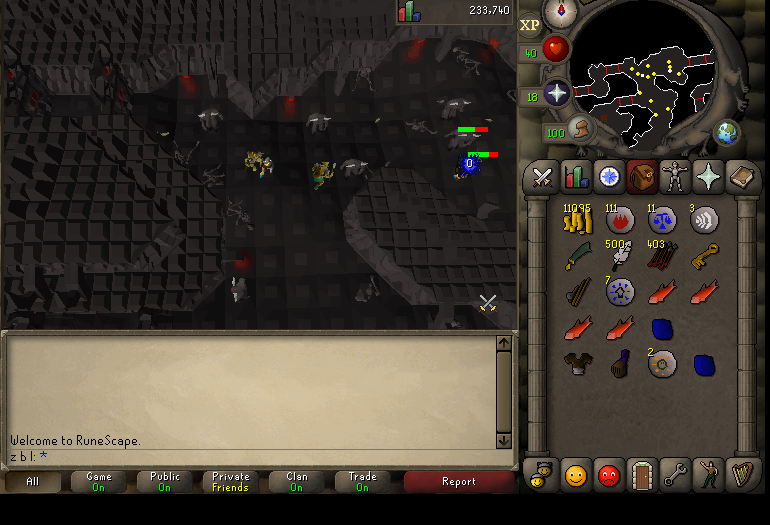 233,740
XP
40
18
100
0
11095
111
11
3
500
403
7
2
Welcome to RuneScape.
z b l: *
All
Game
On
Public
On
Private
Friends
Clan
On
Trade
On
Report